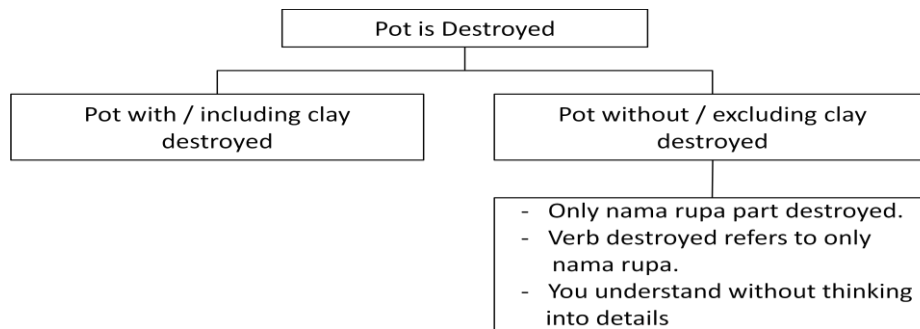 Pot is Destroyed
Pot with / including clay
destroyed
Pot without / excluding clay
destroyed
- Only nama rupa part destroyed.
- Verb destroyed refers to only
nama rupa.
- You understand without thinking
into details